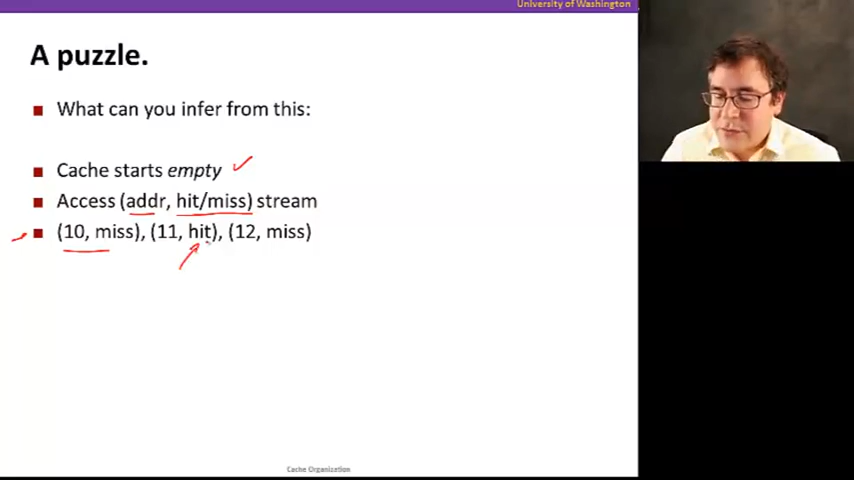 University of Washington
A puzzle.
■ What can you infer from this:
■ Cache starts empty ✓
■ Access (addr, hit/miss) stream
■ (10, miss), (11, hit), (12, miss)
Cache Organization